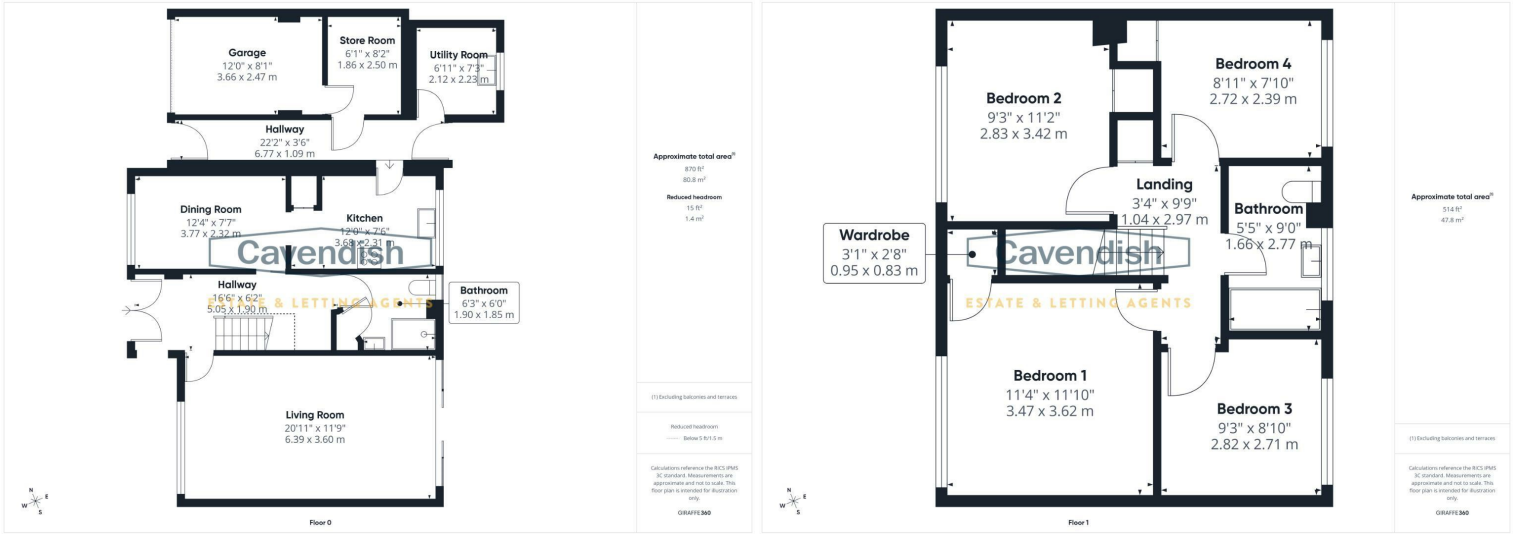 Garage
12'0" x 8'1"
3.66 x 2.47 m
Store Room
6'1" x 8'2"
1.86 x 2.50 m
Utility Room
6'11" x 7'3"
2.12 x 2.23 m
Hallway
22'2" x 3'6"
6.77 x 1.09 m
Dining Room
12'4" x 7'7"
3.77 x 2.32 m
Kitchen
12'0" x 7'6"
3.68 x 2.31 m
Cavendish
ESTATE & LETTING AGENTS
Hallway
16'6" x 6'2"
5.05 x 1.90 m
Bathroom
6'3" x 6'0"
1.90 x 1.85 m
Living Room
20'11" x 11'9"
6.39 x 3.60 m
N
E
W
S
Floor 0
Approximate total area(1)
870 ft²
80.8 m²
Reduced headroom
15 ft²
1.4 m²
(1) Excluding balconies and terraces
Reduced headroom
Below 5 ft/1.5 m
Calculations reference the RICS IPMS
3C standard. Measurements are
approximate and not to scale. This
floor plan is intended for illustration
only.
GIRAFFE360
Bedroom 2
9'3" x 11'2"
2.83 x 3.42 m
Bedroom 4
8'11" x 7'10"
2.72 x 2.39 m
Landing
3'4" x 9'9"
1.04 x 2.97 m
Bathroom
5'5" x 9'0"
1.66 x 2.77 m
Wardrobe
3'1" x 2'8"
0.95 x 0.83 m
Cavendish
ESTATE & LETTING AGENTS
Bedroom 1
11'4" x 11'10"
3.47 x 3.62 m
Bedroom 3
9'3" x 8'10"
2.82 x 2.71 m
N
E
W
S
Floor 1
Approximate total area(1)
514 ft²
47.8 m²
(1) Excluding balconies and terraces
Calculations reference the RICS IPMS
3C standard. Measurements are
approximate and not to scale. This
floor plan is intended for illustration
only.
GIRAFFE360